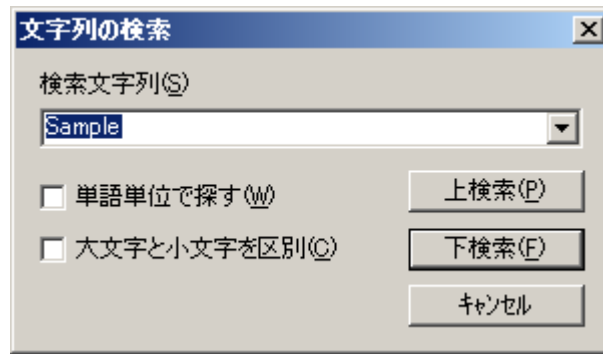 文字列の検索
検索文字列(S)
Sample
単語単位で探す(W)
上検索(P)
大文字と小文字を区別(C)
下検索(F)
キャンセル